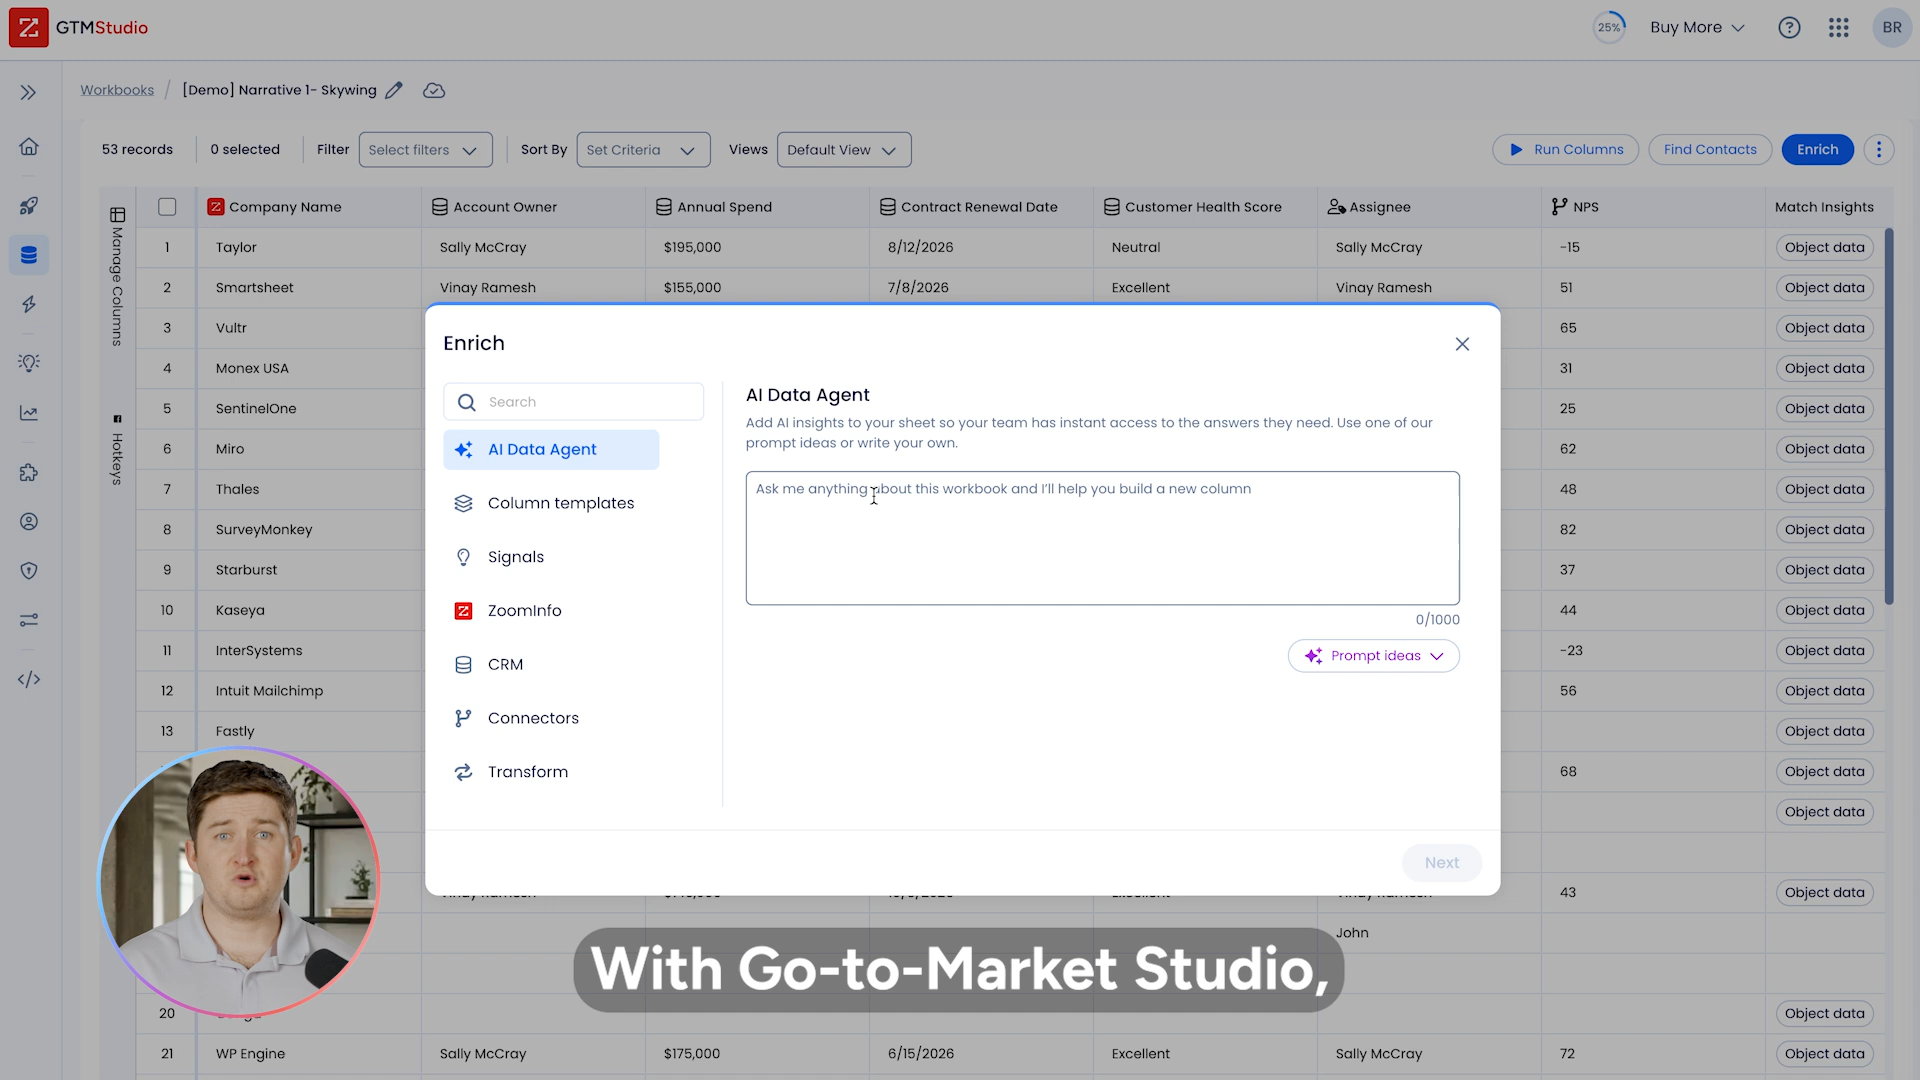 GTMStudio
25%
Buy More
BR
Workbooks / [Demo] Narrative 1- Skywing
53 records
0 selected
Filter
Select filters
Sort By
Set Criteria
Views
Default View
Run Columns
Find Contacts
Enrich
Manage Columns
Hotkeys
Company Name Account Owner Annual Spend Contract Renewal Date Customer Health Score Assignee NPS Match Insights
1 Taylor Sally McCray $195,000 8/12/2026 Neutral Sally McCray -15 Object data
2 Smartsheet Vinay Ramesh $155,000 7/8/2026 Excellent Vinay Ramesh 51 Object data
3 Vultr 65 Object data
4 Monex USA 31 Object data
5 SentinelOne 25 Object data
6 Miro 62 Object data
7 Thales 48 Object data
8 SurveyMonkey 82 Object data
9 Starburst 37 Object data
10 Kaseya 44 Object data
11 InterSystems -23 Object data
12 Intuit Mailchimp 56 Object data
13 Fastly Object data
68 Object data
Object data
43 Object data
John
20 Object data
21 WP Engine Sally McCray $175,000 6/15/2026 Excellent Sally McCray 72 Object data
Enrich
Search
AI Data Agent
Column templates
Signals
ZoomInfo
CRM
Connectors
Transform
AI Data Agent
Add AI insights to your sheet so your team has instant access to the answers they need. Use one of our
prompt ideas or write your own.
Ask me anything about this workbook and I'll help you build a new column
0/1000
Prompt ideas
Next
With Go-to-Market Studio,